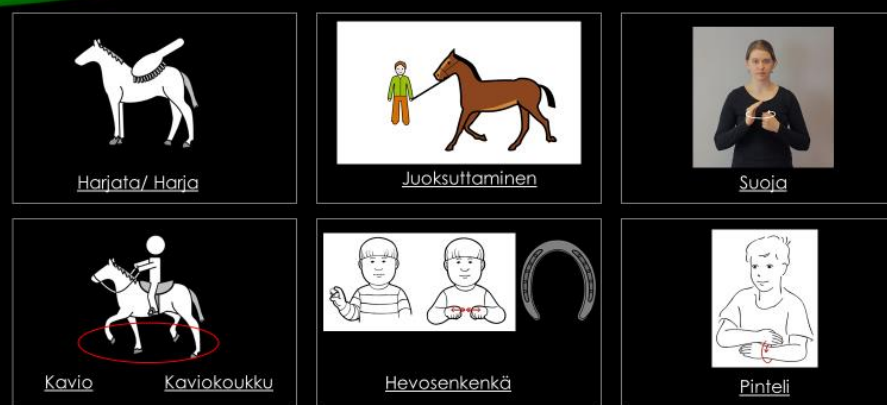 Harjata/ Harja
Juoksuttaminen
Suoja
Kavio
Kaviokoukku
Hevosenkenkä
Pinteli